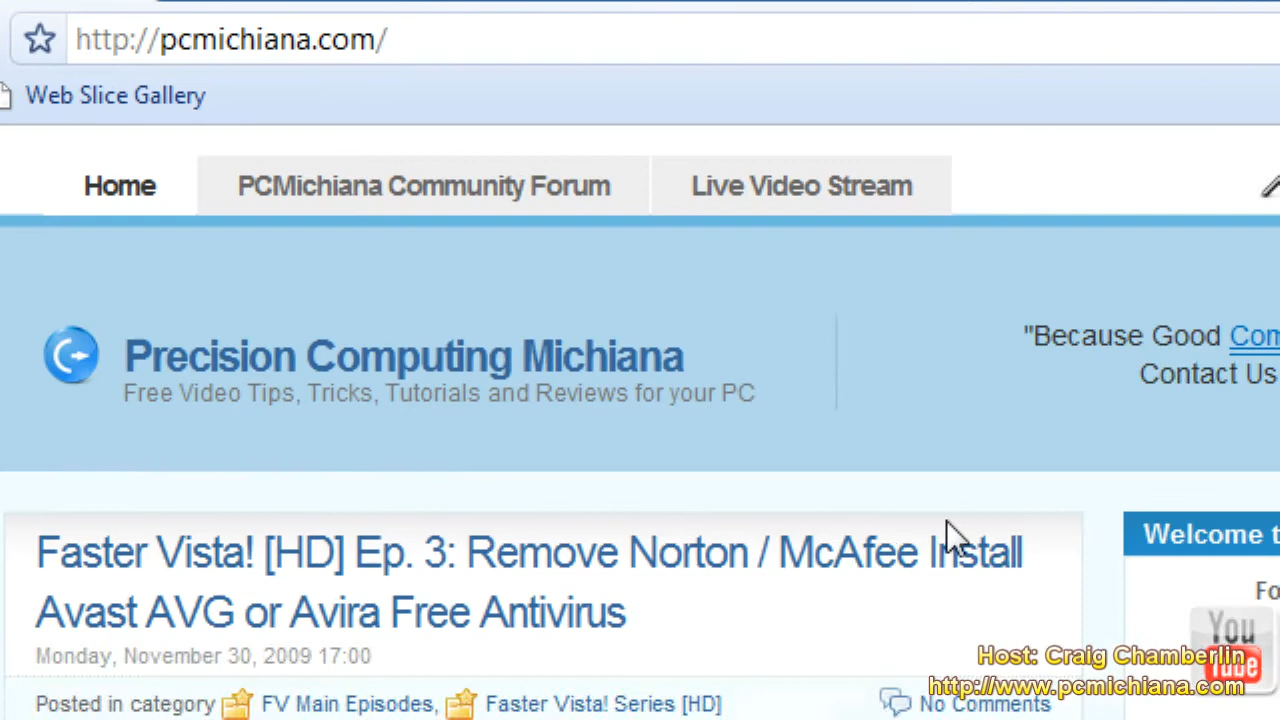 http://pcmichiana.com/
Web Slice Gallery
Home PCMichiana Community Forum Live Video Stream
Precision Computing Michiana
Free Video Tips, Tricks, Tutorials and Reviews for your PC
"Because Good Com
Contact Us
Faster Vista! [HD] Ep. 3: Remove Norton / McAfee Install
Avast AVG or Avira Free Antivirus
Monday, November 30, 2009 17:00
Posted in category FV Main Episodes, Faster Vista! Series [HD] No Comments
Welcome t
Fo
You
Tube
Host: Craig Chamberlin
http://www.pcmichiana.com